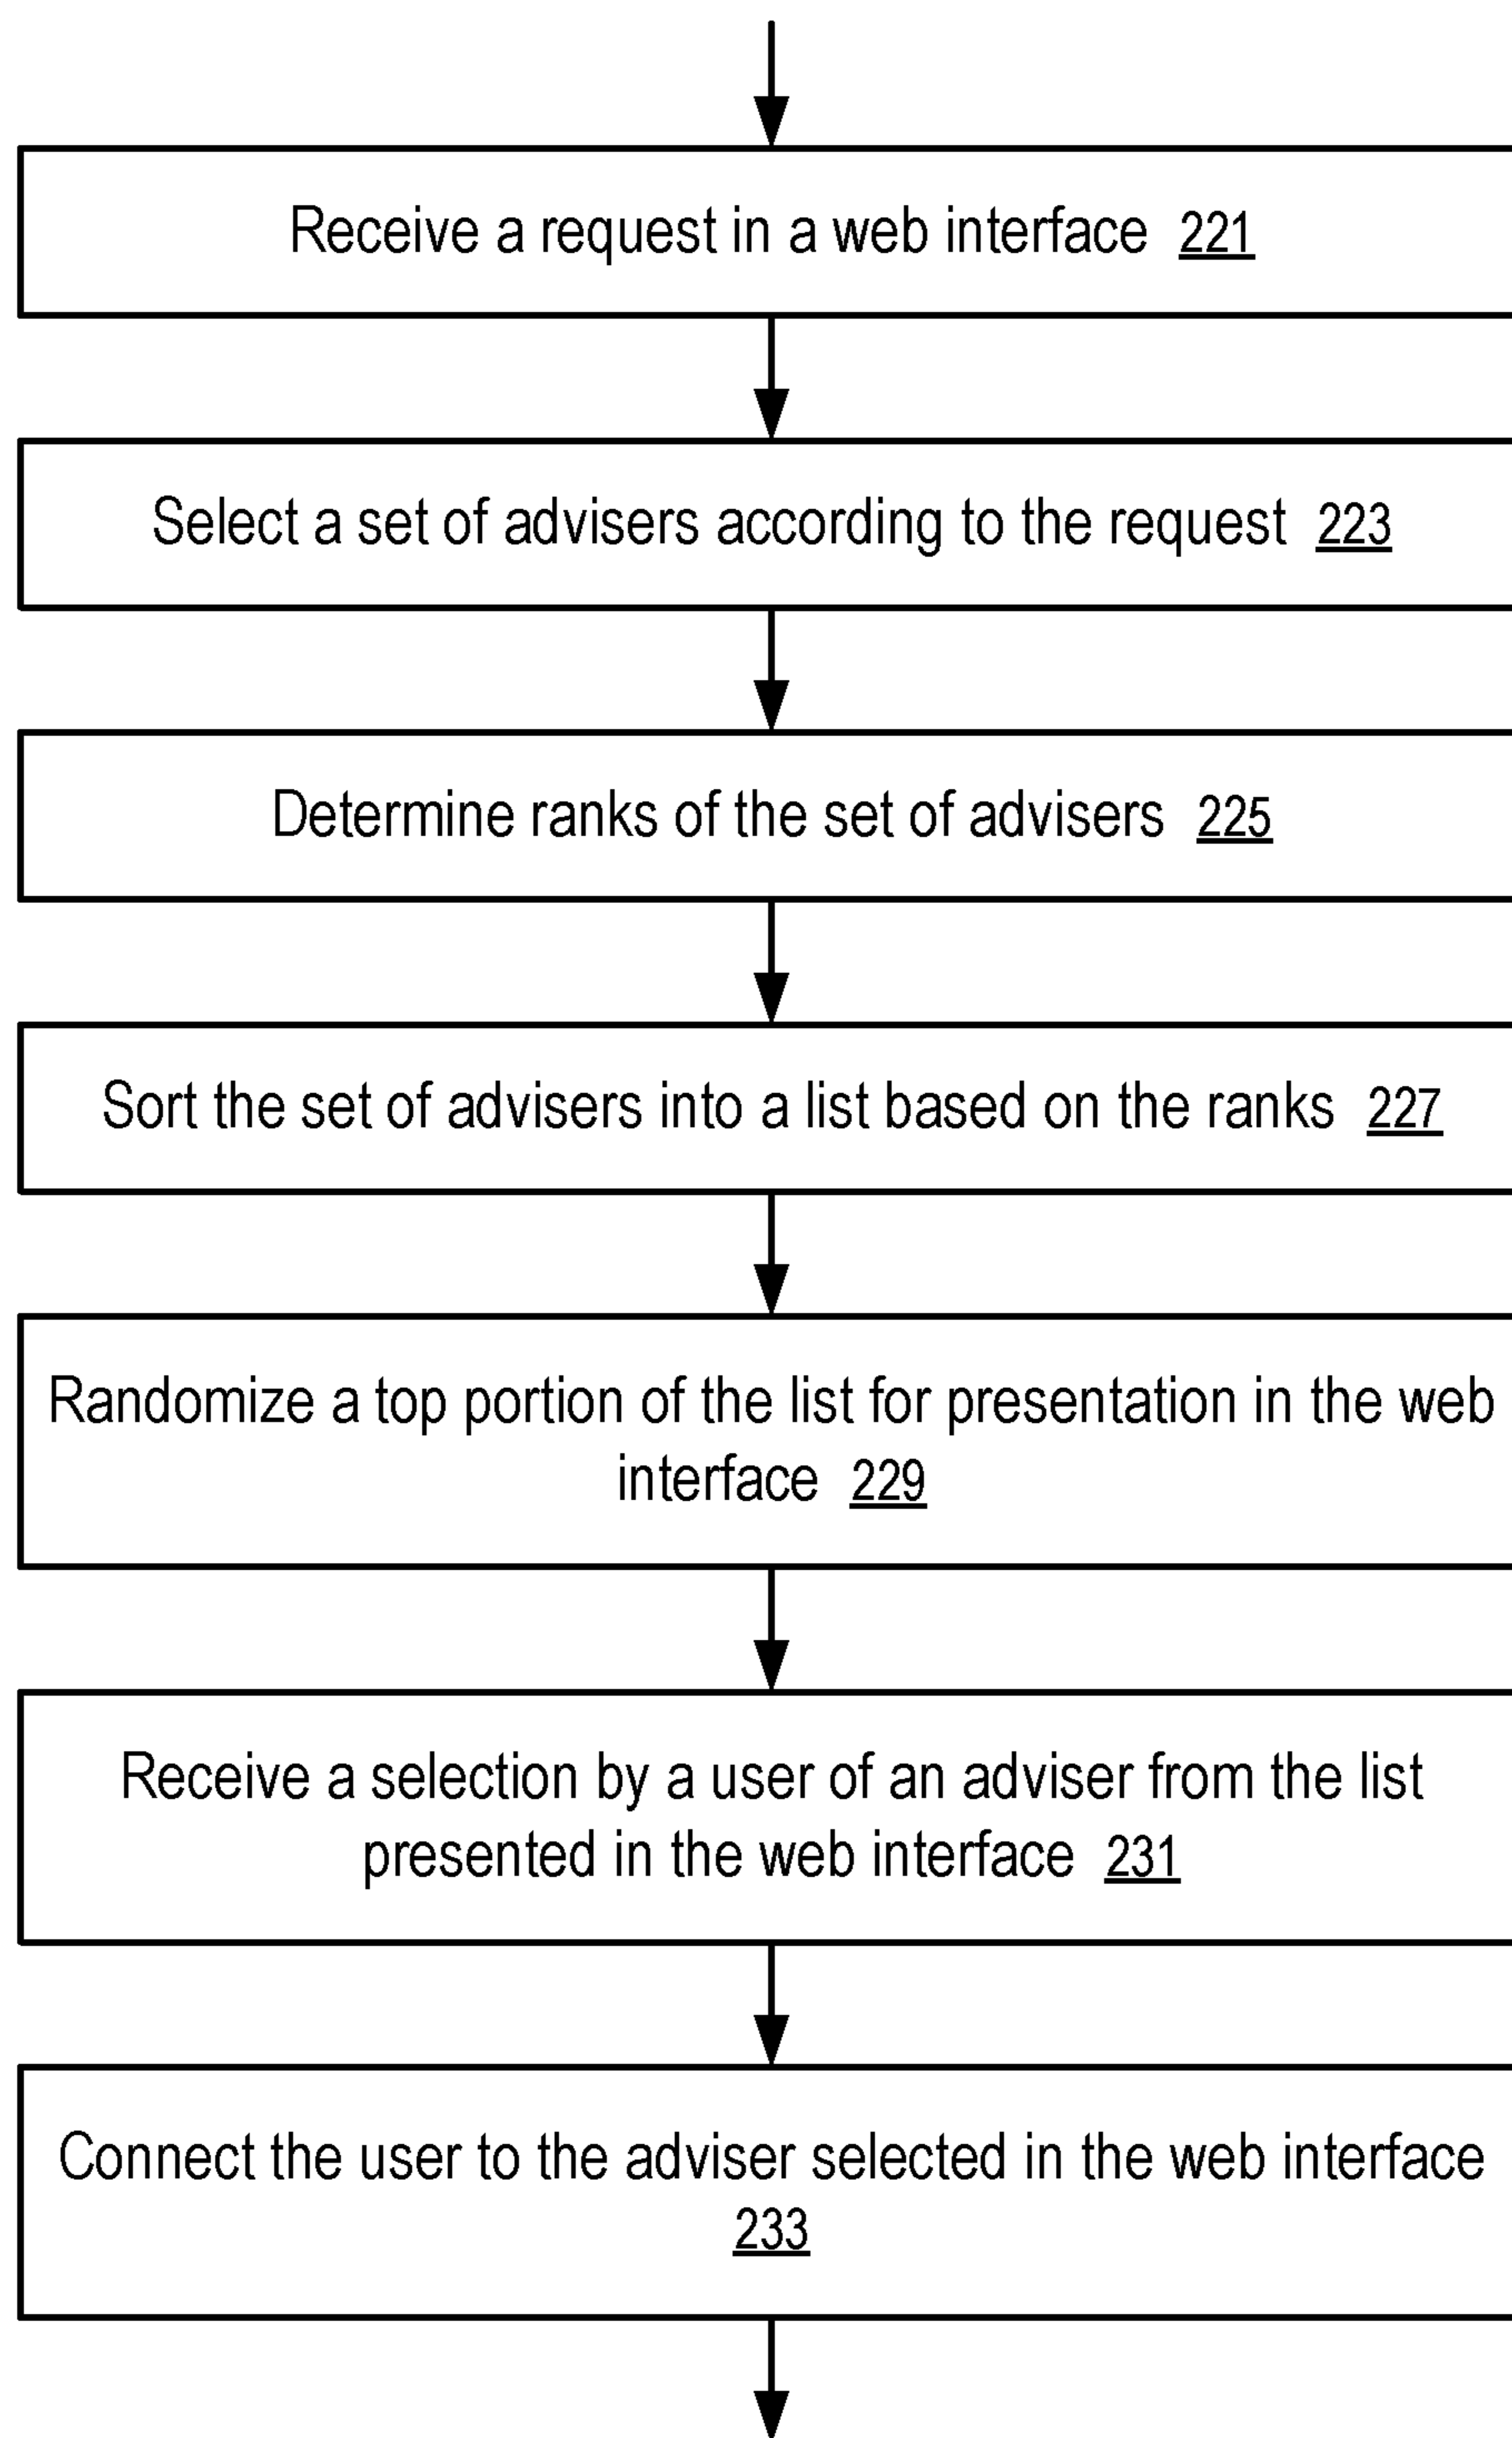 Receive a request in a web interface 221
Select a set of advisers according to the request 223
Determine ranks of the set of advisers 225
Sort the set of advisers into a list based on the ranks 227
Randomize a top portion of the list for presentation in the web
interface 229
Receive a selection by a user of an adviser from the list
presented in the web interface 231
Connect the user to the adviser selected in the web interface
233